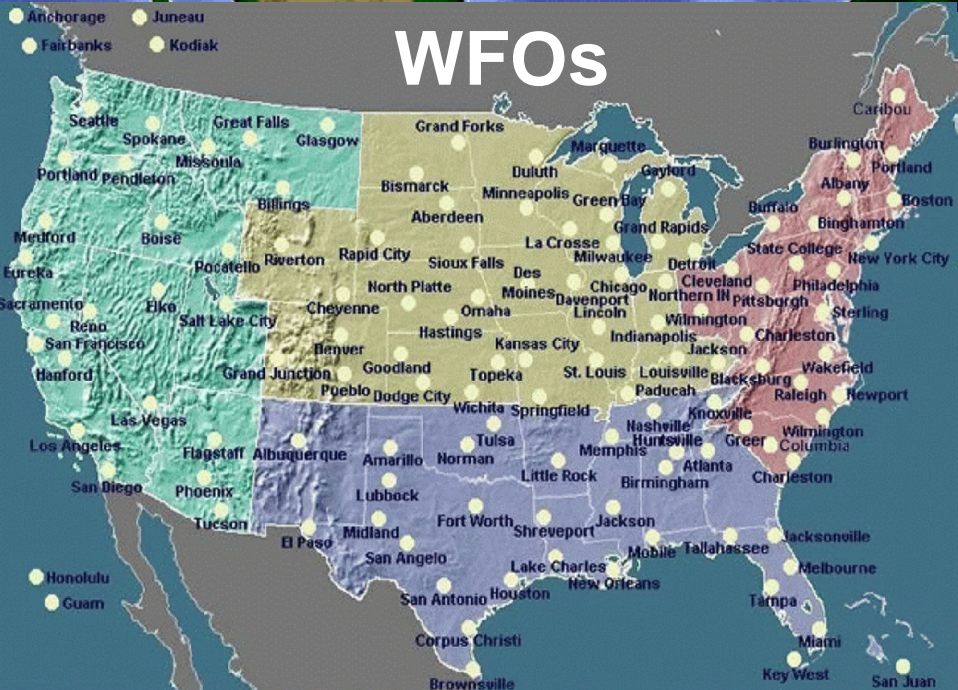 WFOs
Anchorage
Juneau
Fairbanks
Kodiak
Seattle
Spokane
Great Falls
Glasgow
Missoula
Portland
Pendleton
Billings
Medford
Boise
Pocatello
Riverton
Eureka
Sacramento
Reno
Elko
Salt Lake City
San Francisco
Hanford
Las Vegas
Los Angeles
San Diego
Flagstaff
Phoenix
Tucson
Grand Forks
Bismarck
Aberdeen
Rapid City
Sioux Falls
North Platte
Cheyenne
Denver
Grand Junction
Pueblo
Goodland
Dodge City
Hastings
Omaha
Topeka
Wichita
Kansas City
Springfield
St. Louis
Duluth
Minneapolis
Marquette
Gaylord
Green Bay
La Crosse
Milwaukee
Grand Rapids
Detroit
Des
Moines
Davenport
Chicago
Lincoln
Northern IN
Cleveland
Indianapolis
Wilmington
Louisville
Jackson
Paducah
Caribou
Burlington
Portland
Albany
Boston
Buffalo
Binghamton
State College
New York City
Pittsburgh
Philadelphia
Sterling
Charleston
Blacksburg
Wakefield
Raleigh
Newport
Wilmington
Greer
Columbia
Charleston
Albuquerque
Amarillo
Lubbock
Midland
El Paso
San Angelo
Norman
Tulsa
Fort Worth
Little Rock
Shreveport
Lake Charles
Houston
San Antonio
Corpus Christi
Brownsville
Memphis
Nashville
Huntsville
Knoxville
Atlanta
Birmingham
Jackson
Mobile
New Orleans
Tallahassee
Jacksonville
Melbourne
Tampa
Miami
Key West
San Juan
Honolulu
Guam